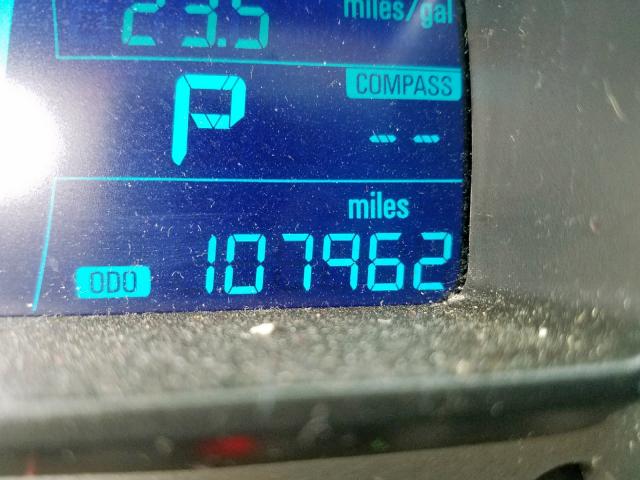 23.5 miles/gal
P COMPASS
-- --
miles
ODO 107962